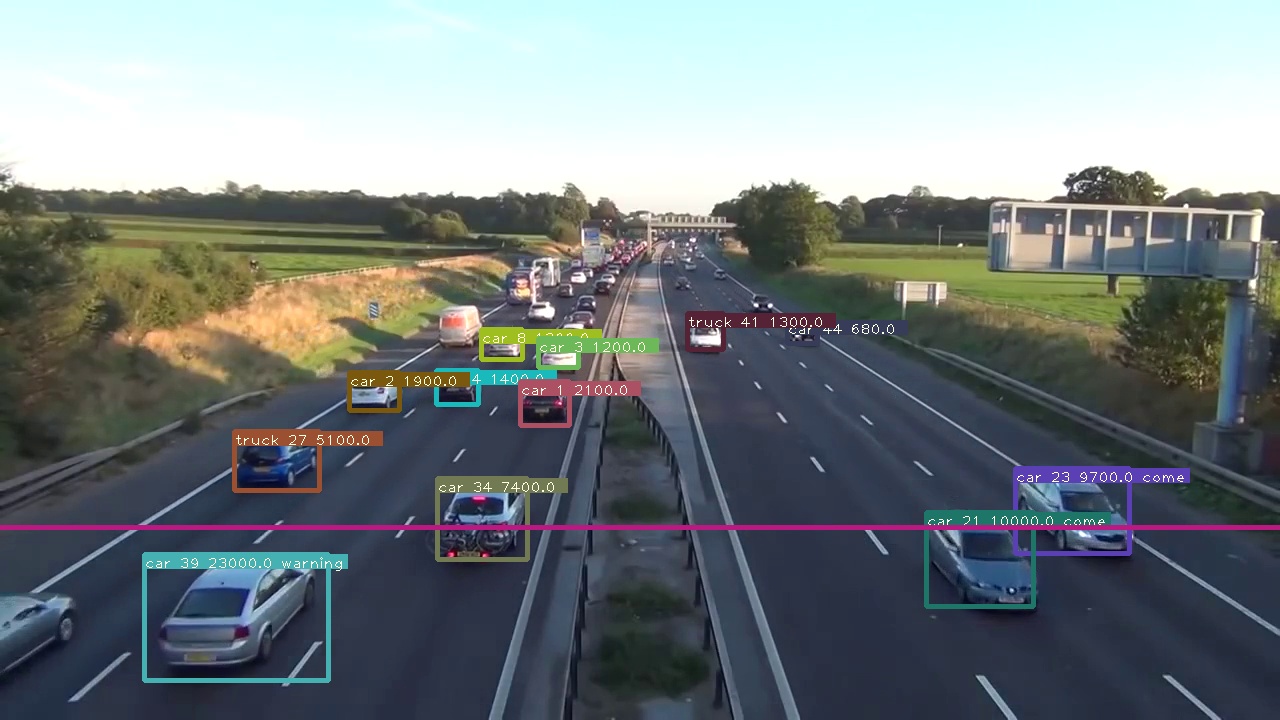 truck 41 1300.0
car 44 680.0
car 8 1200.0
car 3 1200.0
car 2 1900.0
4 1400.0
car 1 2100.0
truck 27 5100.0
car 23 9700.0 come
car 34 7400.0
car 21 10000.0 come
car 39 23000.0 warning